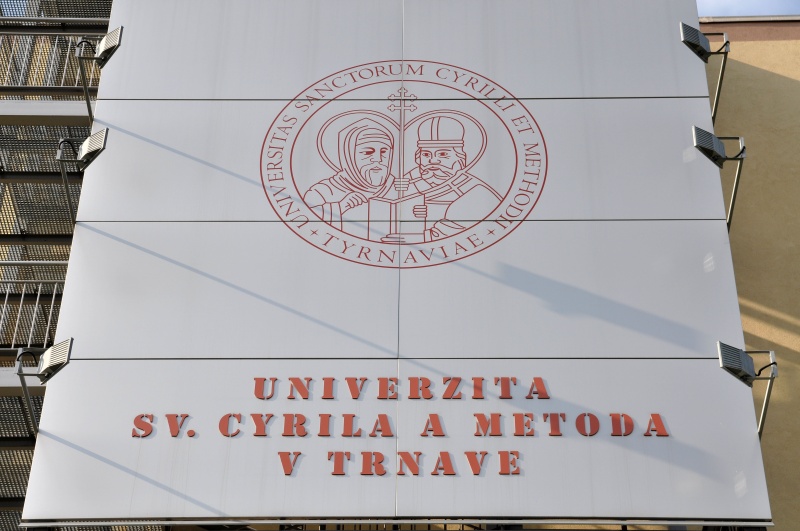 UNIVERSITAS SANCTORUM CYRILLI ET METHODII
+ TYRNAVIAE +
UNIVERZITA
SV. CYRILA A METODA
V TRNAVE